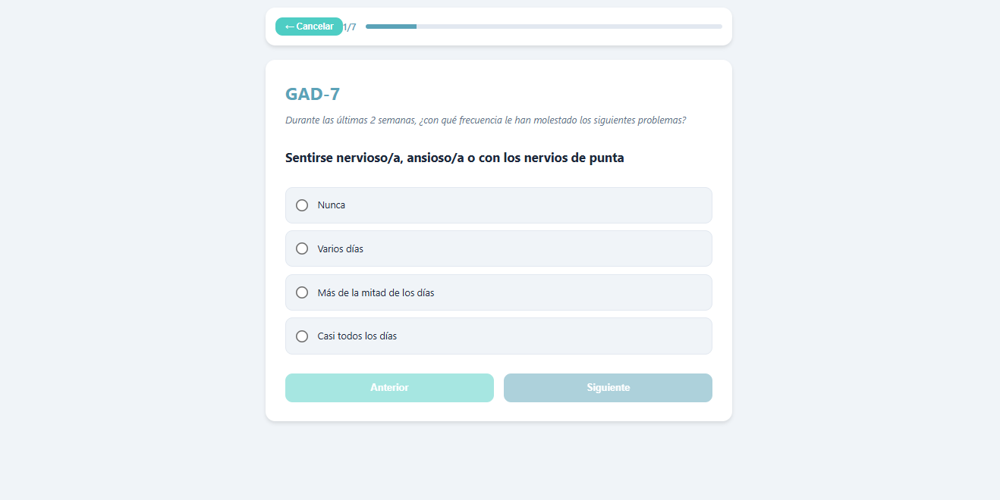 ← Cancelar 1/7
GAD-7
Durante las últimas 2 semanas, ¿con qué frecuencia le han molestado los siguientes problemas?
Sentirse nervioso/a, ansioso/a o con los nervios de punta
Nunca
Varios días
Más de la mitad de los días
Casi todos los días
Anterior Siguiente